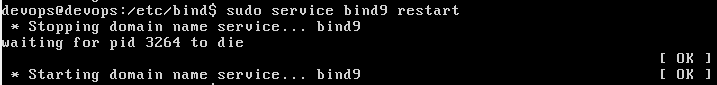 devops@devops:/etc/bind$ sudo service bind9 restart
 * Stopping domain name service... bind9
waiting for pid 3264 to die
[ OK ]
 * Starting domain name service... bind9 [ OK ]